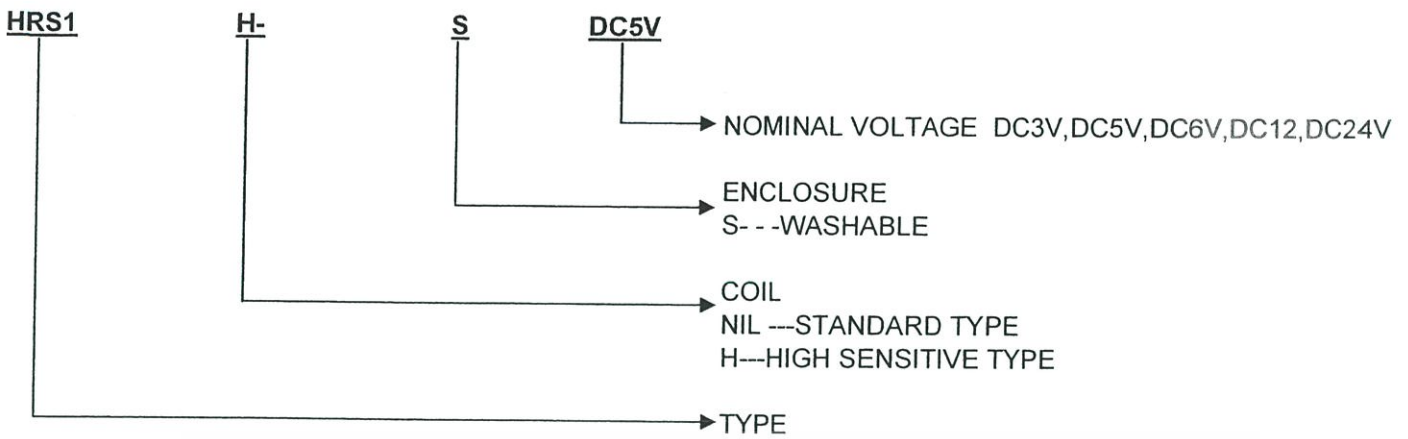 HRS1 H- S DC5V
NOMINAL VOLTAGE DC3V,DC5V,DC6V,DC12,DC24V
ENCLOSURE
S- - -WASHABLE
COIL
NIL ---STANDARD TYPE
H---HIGH SENSITIVE TYPE
TYPE